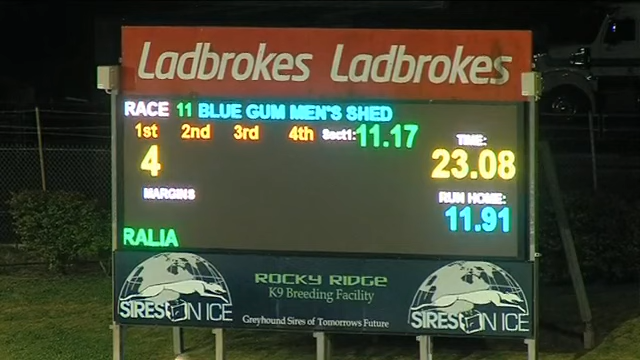 Ladbrokes Ladbrokes
RACE 11 BLUE GUM MEN'S SHED
1st 2nd 3rd 4th Sect1: 11.17
TIME:
4 23.08
MARGINS RUN HOME:
11.91
RALIA
ROCKY RIDGE
K9 Breeding Facility
SIRES ON ICE SIRES ON ICE
Greyhound Sires of Tomorrows Future